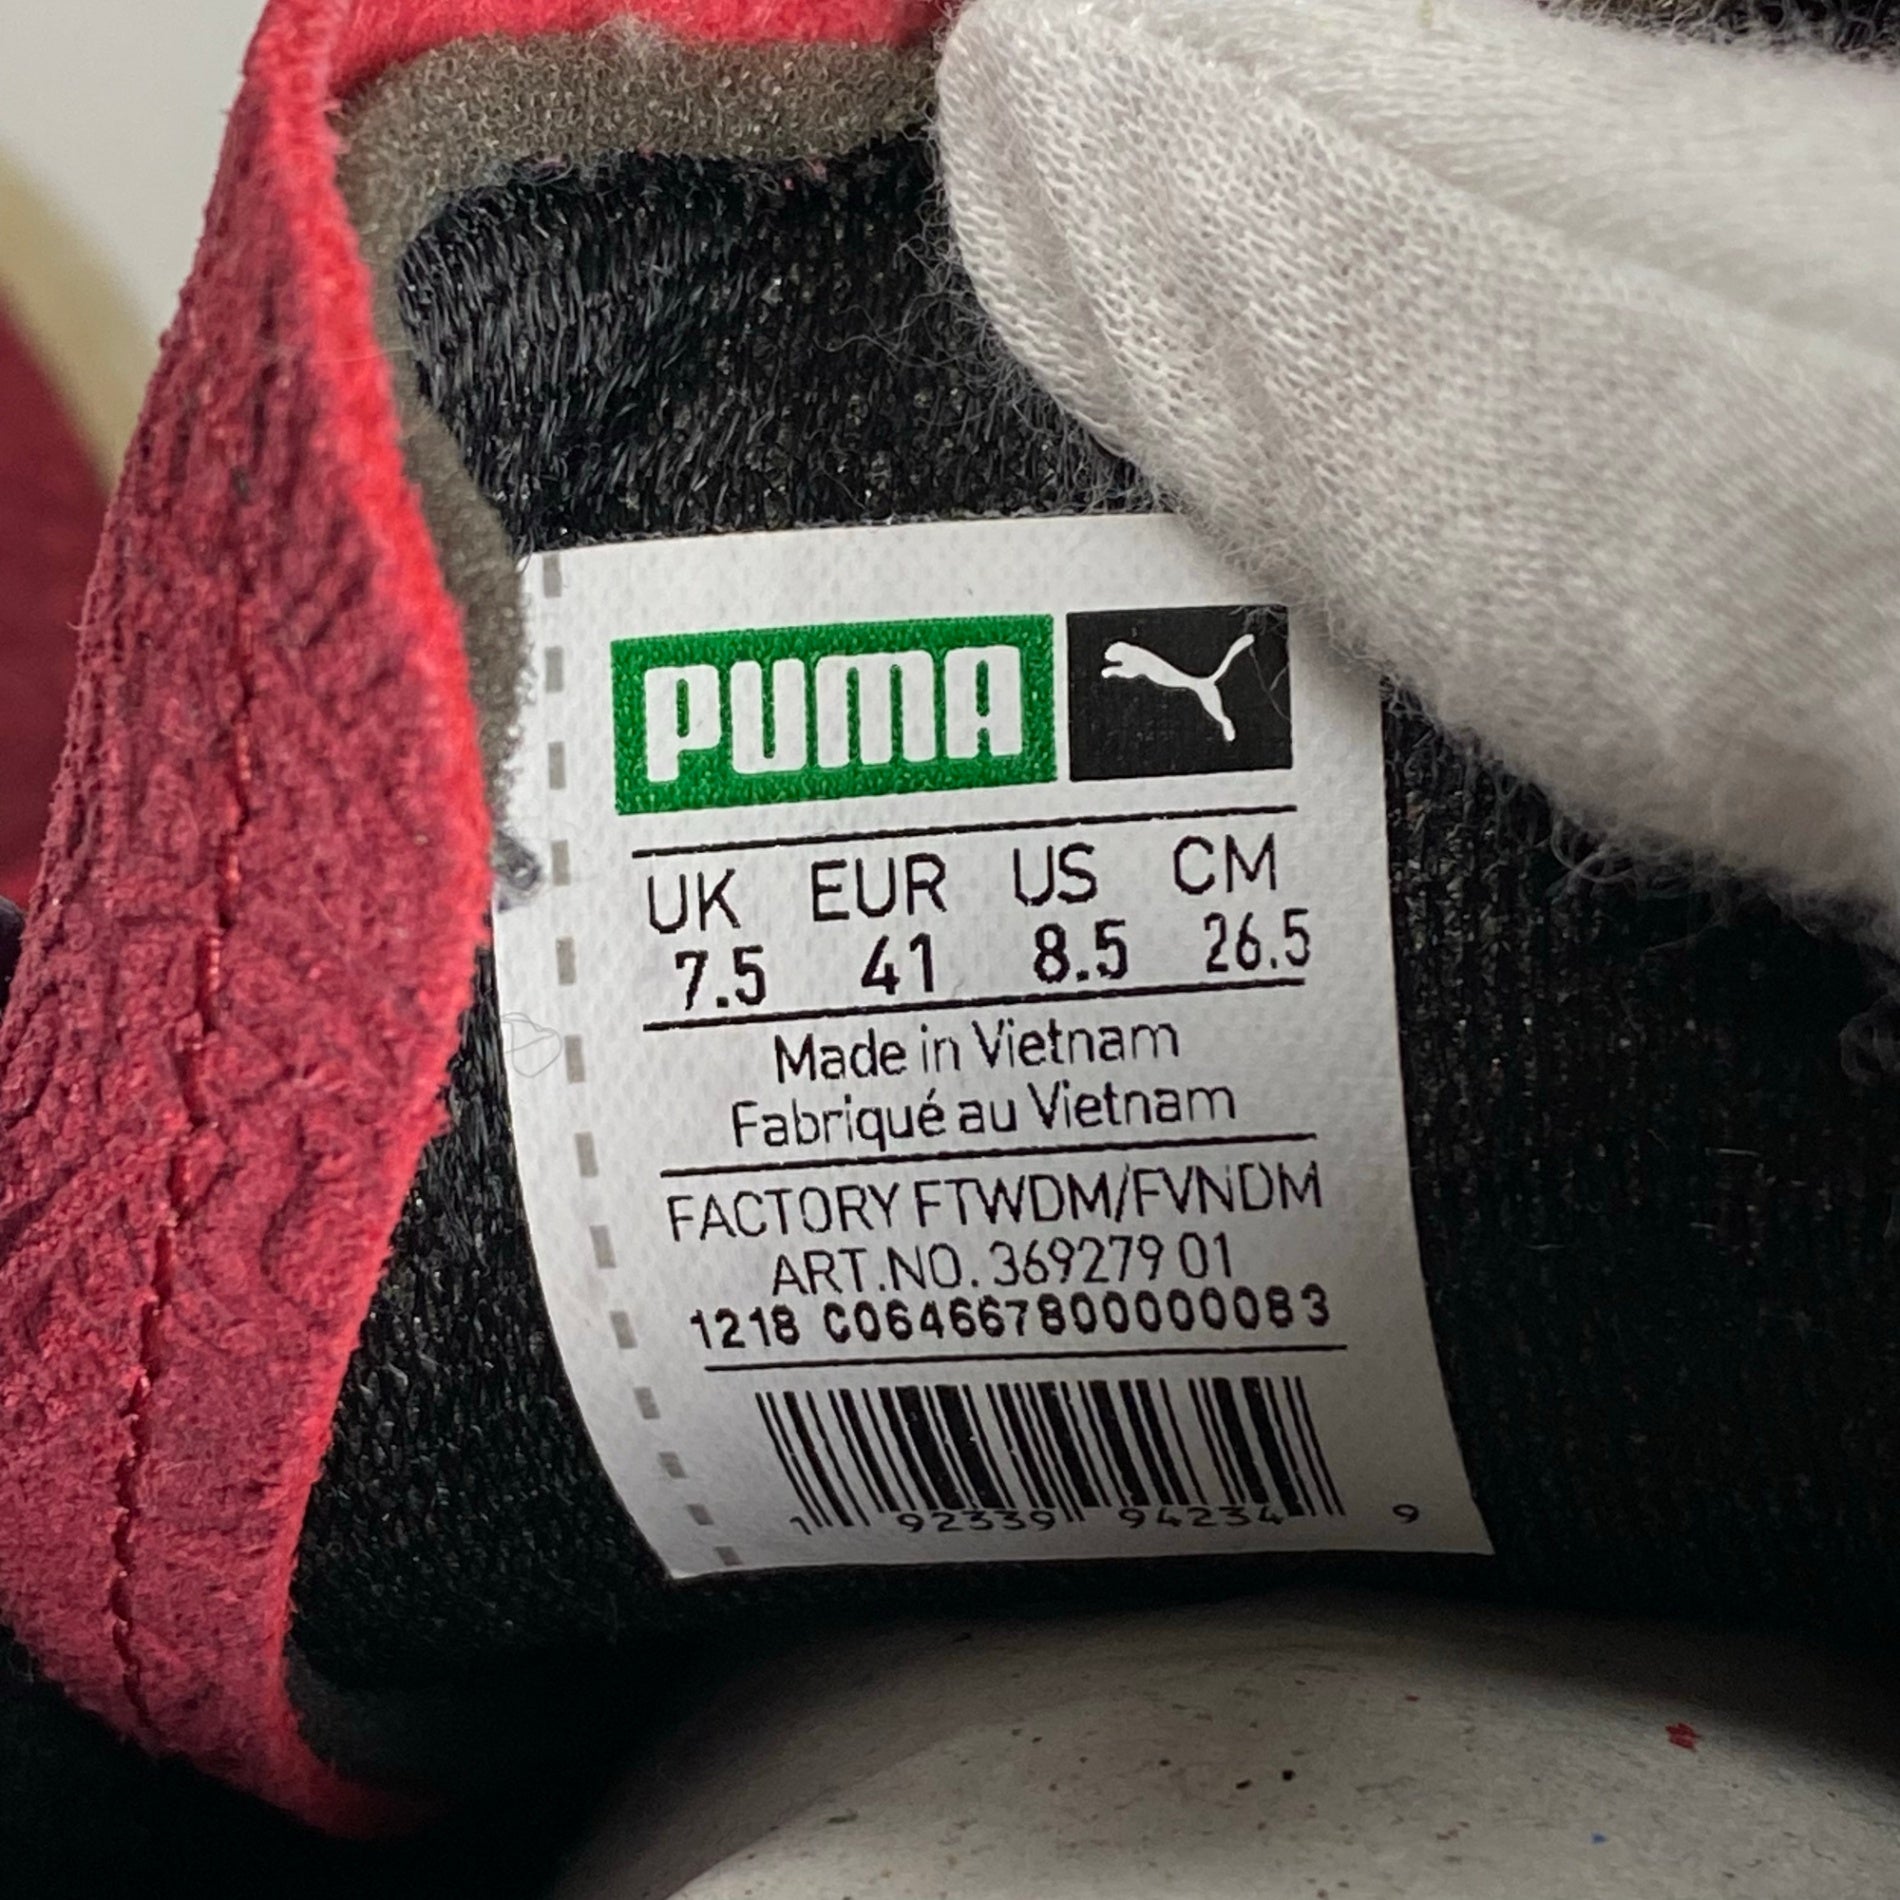 PUMA
UK EUR US CM
7.5 41 8.5 26.5
Made in Vietnam
Fabriqué au Vietnam
FACTORY FTWDM/FVNDM
ART.NO. 369279 01
1218 C064667800000083
1 92339 94234 9